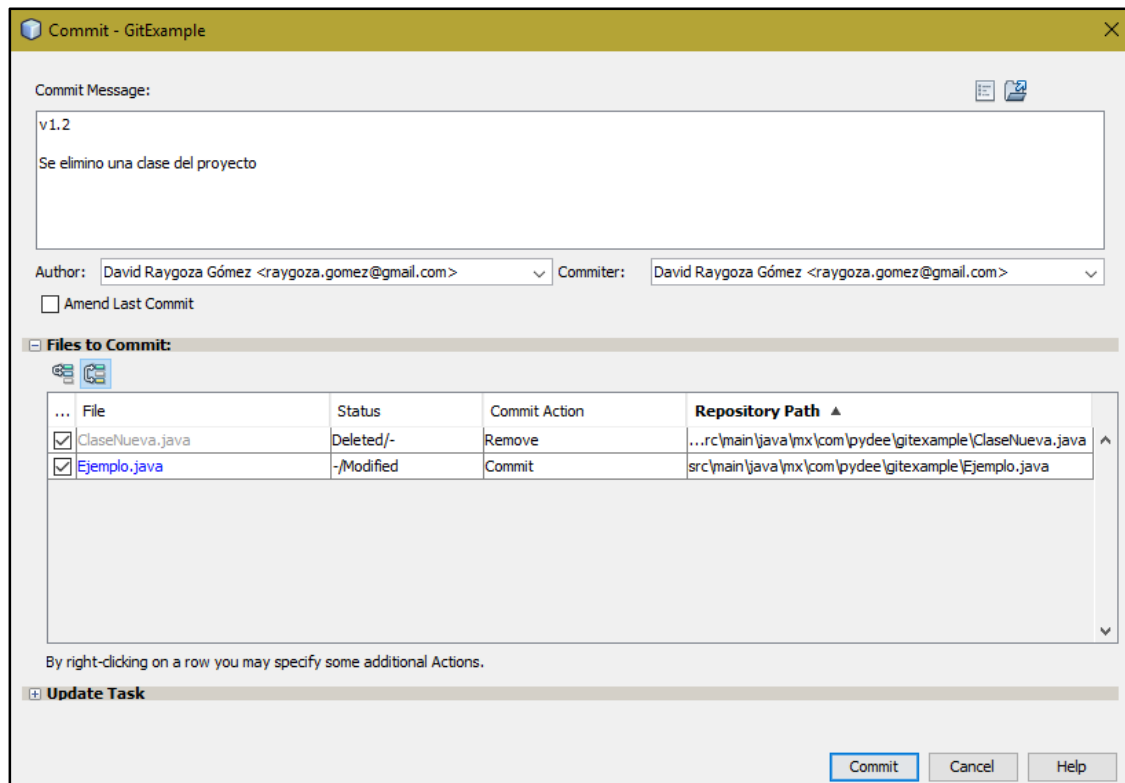 Commit - GitExample
Commit Message:
v1.2
Se elimino una clase del proyecto
Author: David Raygoza Gómez <raygoza.gomez@gmail.com> Commiter: David Raygoza Gómez <raygoza.gomez@gmail.com>
Amend Last Commit
Files to Commit:
... File Status Commit Action Repository Path
ClaseNueva.java Deleted/- Remove ...rc\main\java\mx\com\pydee\gitexample\ClaseNueva.java
Ejemplo.java -/Modified Commit src\main\java\mx\com\pydee\gitexample\Ejemplo.java
By right-clicking on a row you may specify some additional Actions.
Update Task
Commit Cancel Help